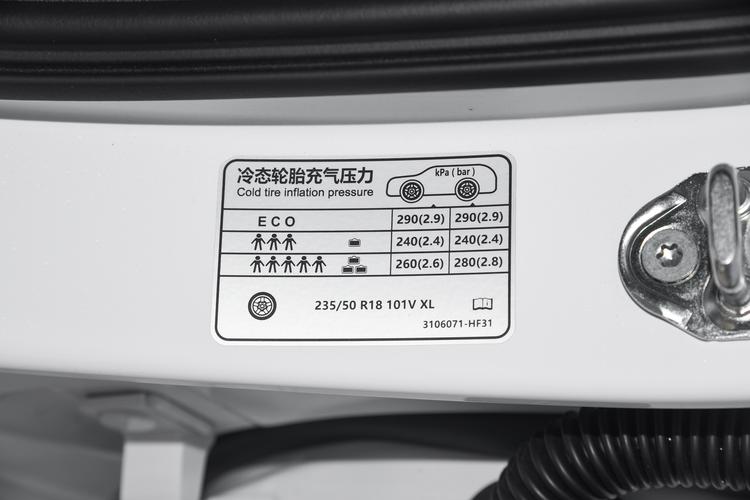 冷态轮胎充气压力
Cold tire inflation pressure
kPa ( bar )
ECO 290(2.9) 290(2.9)
240(2.4) 240(2.4)
260(2.6) 280(2.8)
235/50 R18 101V XL
3106071-HF31